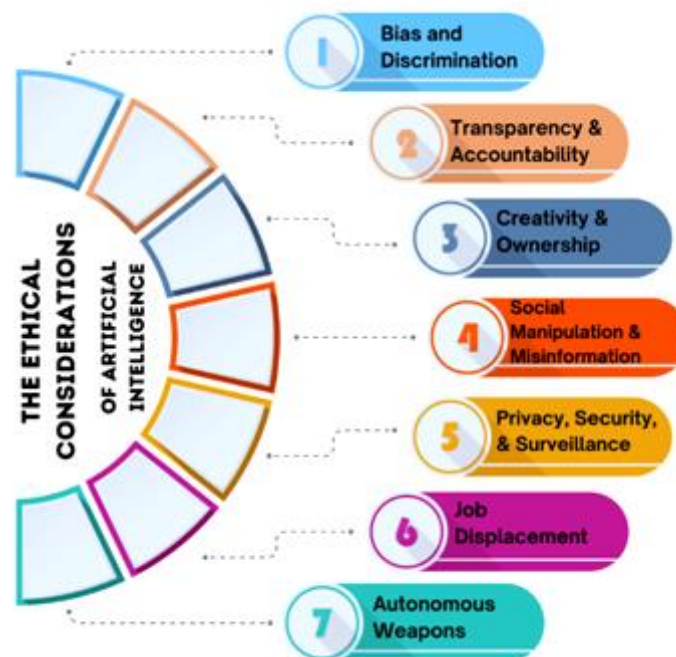 THE ETHICAL
CONSIDERATIONS
OF ARTIFICIAL
INTELLIGENCE
1
Bias and
Discrimination
2
Transparency &
Accountability
3
Creativity &
Ownership
4
Social
Manipulation &
Misinformation
5
Privacy, Security,
& Surveillance
6
Job
Displacement
7
Autonomous
Weapons